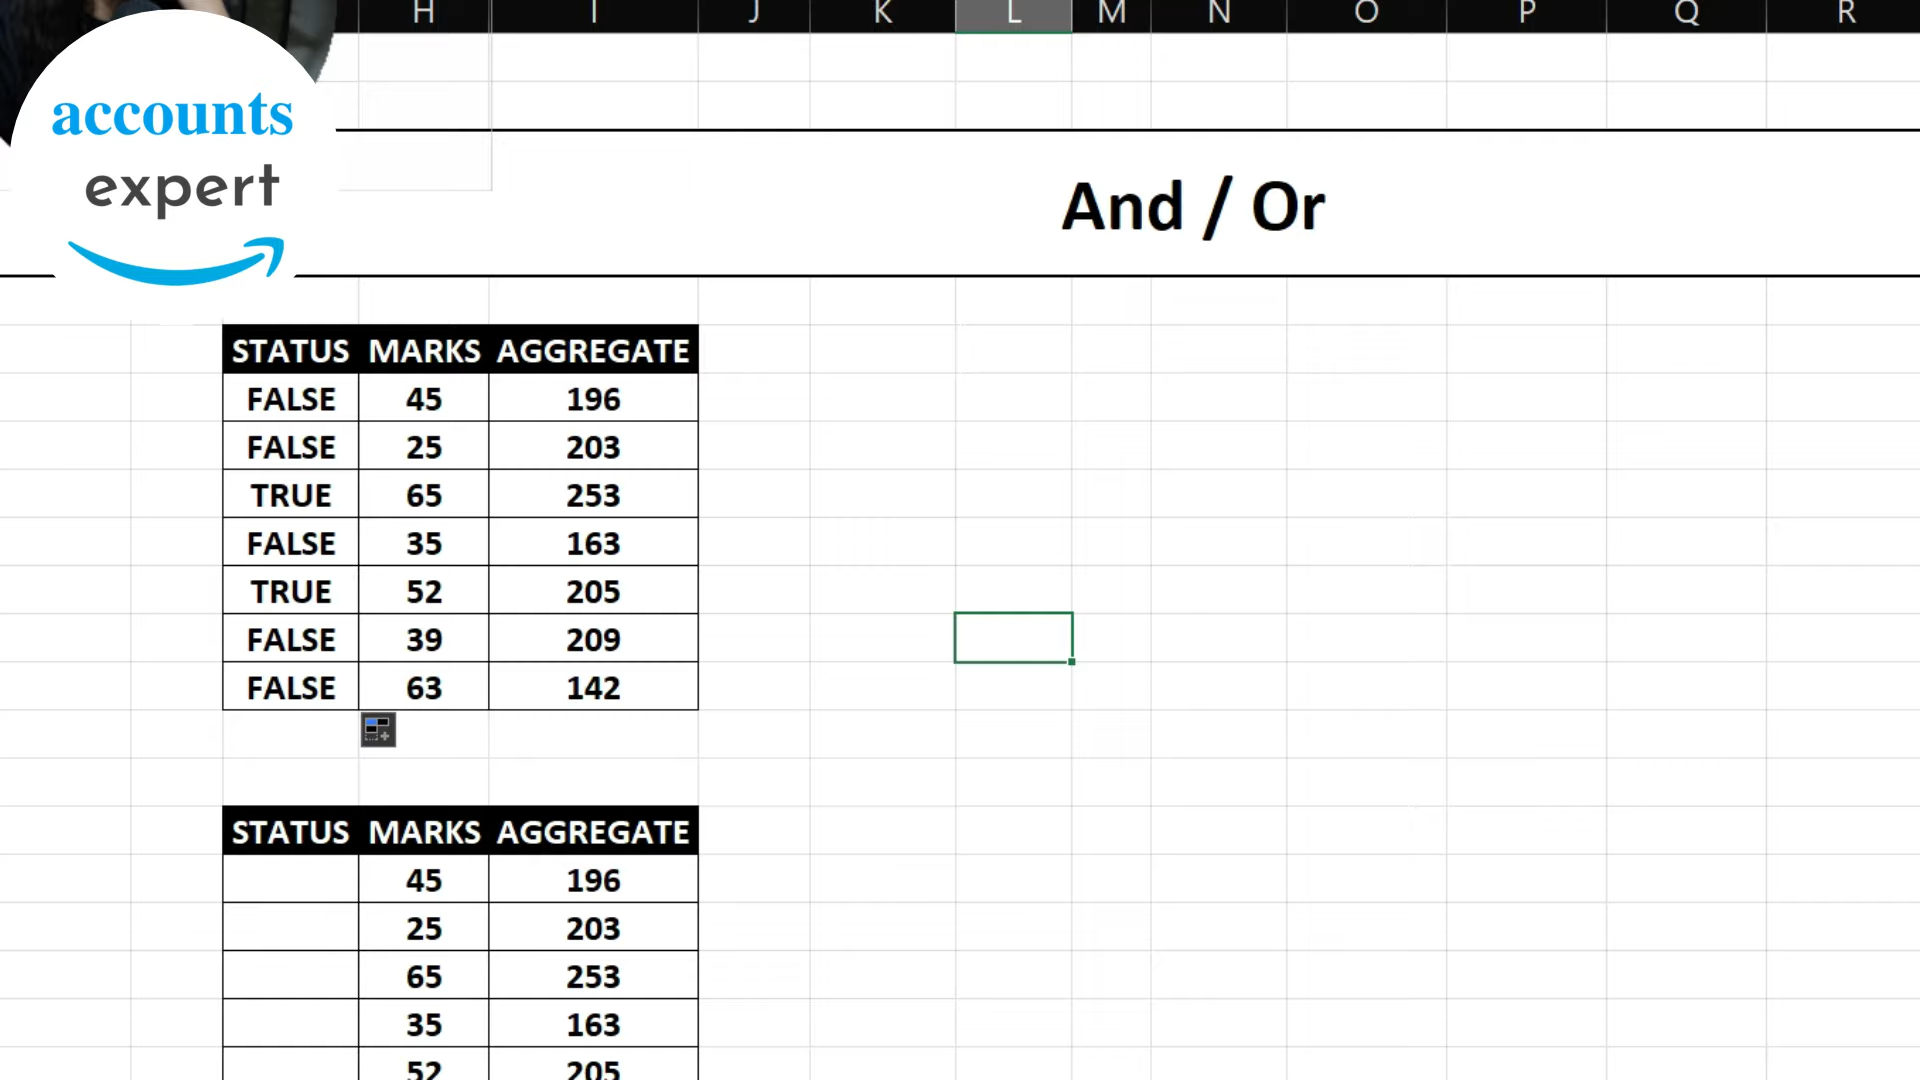 H I J K L M N O P Q R
accounts
expert
And / Or
STATUS MARKS AGGREGATE
FALSE 45 196
FALSE 25 203
TRUE 65 253
FALSE 35 163
TRUE 52 205
FALSE 39 209
FALSE 63 142
STATUS MARKS AGGREGATE
45 196
25 203
65 253
35 163
52 205